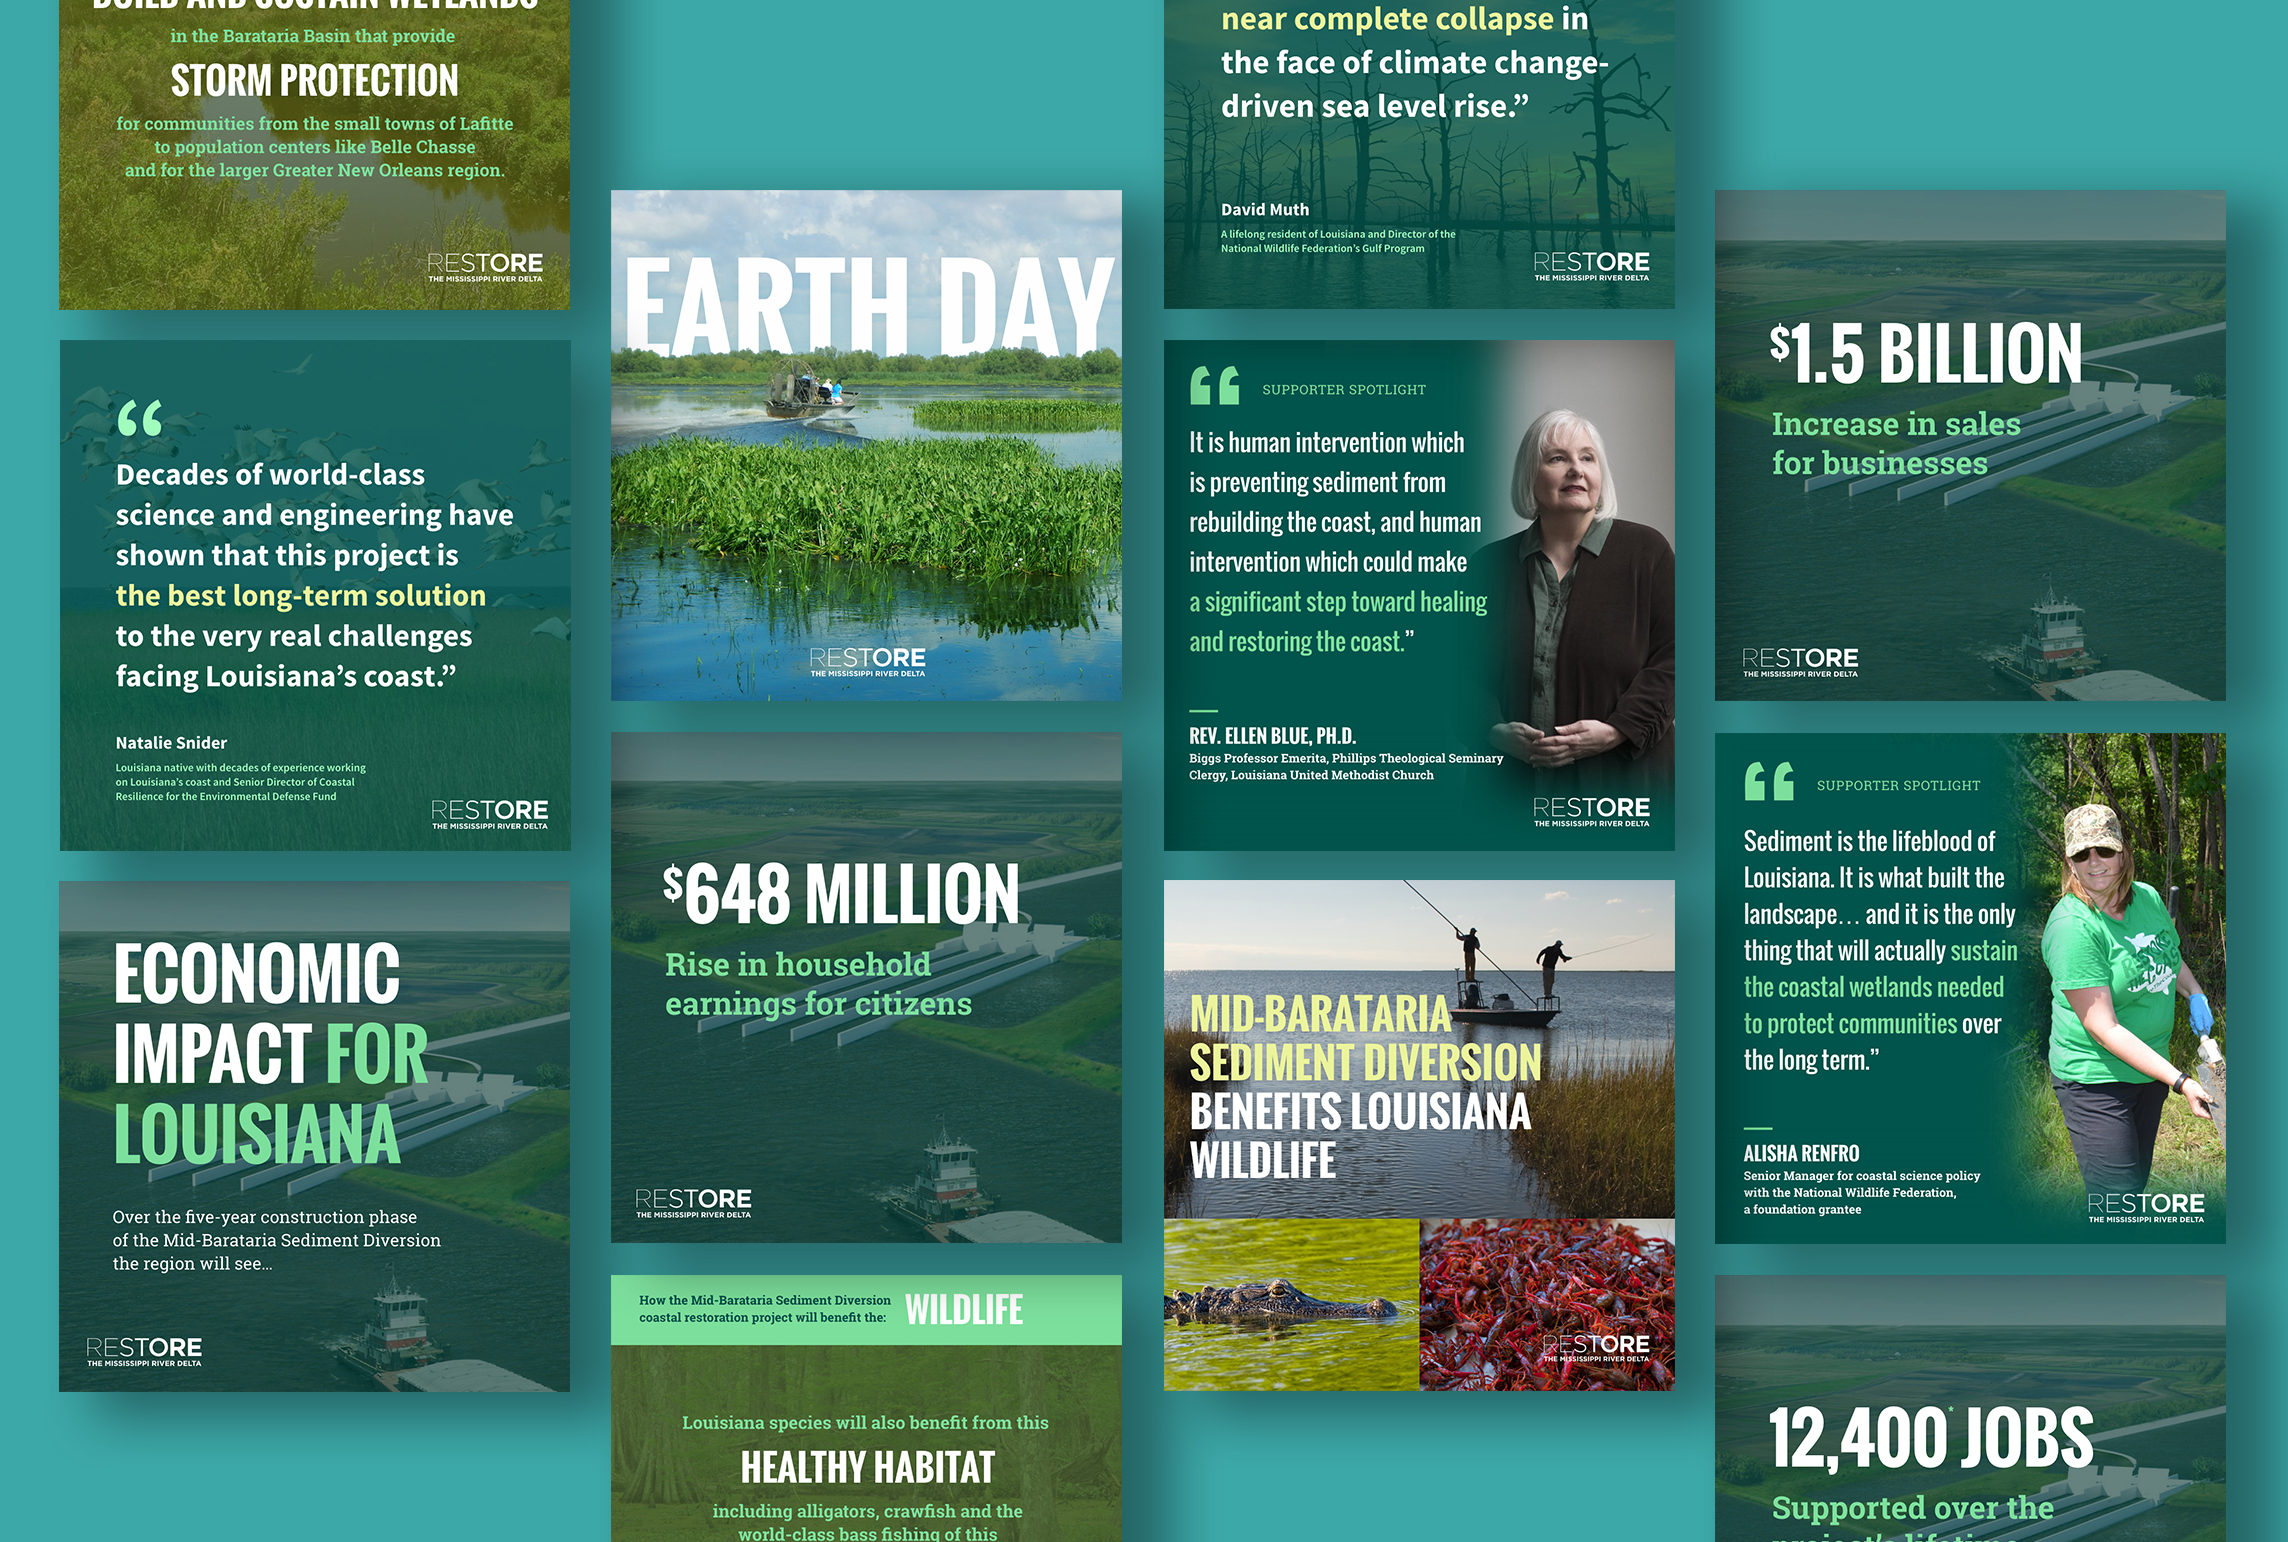 BUILD AND SUSTAIN WETLANDS
in the Barataria Basin that provide
STORM PROTECTION
for communities from the small towns of Lafitte
to population centers like Belle Chasse
and for the larger Greater New Orleans region.
RESTORE
THE MISSISSIPPI RIVER DELTA
“
Decades of world-class
science and engineering have
shown that this project is
the best long-term solution
to the very real challenges
facing Louisiana’s coast.”
Natalie Snider
Louisiana native with decades of experience working
on Louisiana’s coast and Senior Director of Coastal
Resilience for the Environmental Defense Fund
RESTORE
THE MISSISSIPPI RIVER DELTA
ECONOMIC
IMPACT FOR
LOUISIANA
Over the five-year construction phase
of the Mid-Barataria Sediment Diversion
the region will see...
RESTORE
THE MISSISSIPPI RIVER DELTA
EARTH DAY
RESTORE
THE MISSISSIPPI RIVER DELTA
$648 MILLION
Rise in household
earnings for citizens
RESTORE
THE MISSISSIPPI RIVER DELTA
How the Mid-Barataria Sediment Diversion
coastal restoration project will benefit the:
WILDLIFE
Louisiana species will also benefit from this
HEALTHY HABITAT
including alligators, crawfish and the
world-class bass fishing of this
near complete collapse in
the face of climate change-
driven sea level rise.”
David Muth
A lifelong resident of Louisiana and Director of the
National Wildlife Federation’s Gulf Program
RESTORE
THE MISSISSIPPI RIVER DELTA
“ SUPPORTER SPOTLIGHT
It is human intervention which
is preventing sediment from
rebuilding the coast, and human
intervention which could make
a significant step toward healing
and restoring the coast.”
REV. ELLEN BLUE, PH.D.
Biggs Professor Emerita, Phillips Theological Seminary
Clergy, Louisiana United Methodist Church
RESTORE
THE MISSISSIPPI RIVER DELTA
MID-BARATARIA
SEDIMENT DIVERSION
BENEFITS LOUISIANA
WILDLIFE
RESTORE
THE MISSISSIPPI RIVER DELTA
$1.5 BILLION
Increase in sales
for businesses
RESTORE
THE MISSISSIPPI RIVER DELTA
“ SUPPORTER SPOTLIGHT
Sediment is the lifeblood of
Louisiana. It is what built the
landscape... and it is the only
thing that will actually sustain
the coastal wetlands needed
to protect communities over
the long term.”
ALISHA RENFRO
Senior Manager for coastal science policy
with the National Wildlife Federation,
a foundation grantee
RESTORE
THE MISSISSIPPI RIVER DELTA
12,400* JOBS
Supported over the
project’s lifetime